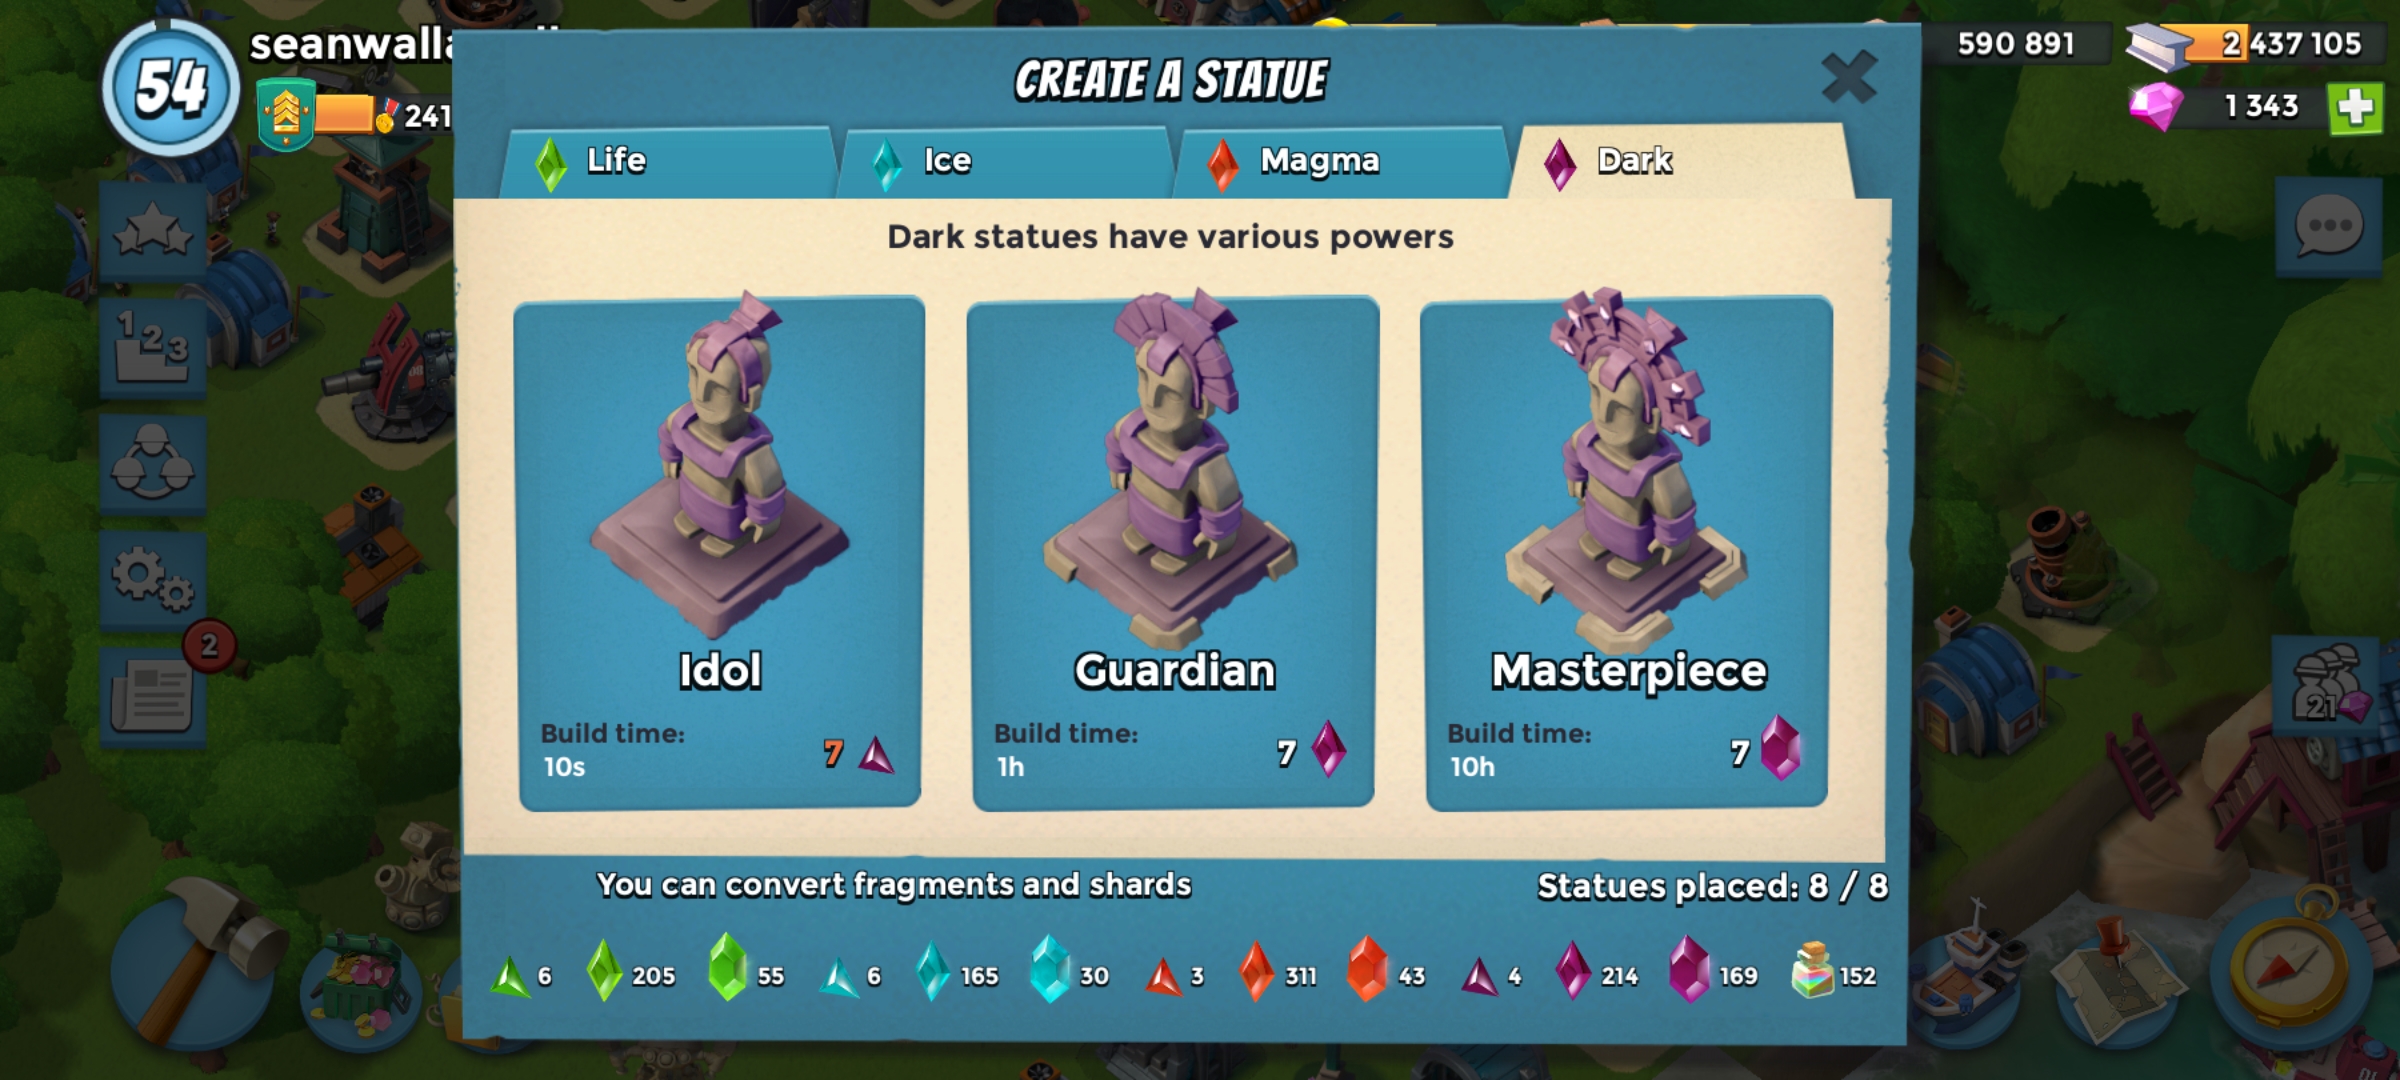 54
241
590 891
2 437 105
1 343
CREATE A STATUE
Life
Ice
Magma
Dark
Dark statues have various powers
1 2 3
2
Idol
Build time:
10s
7
Guardian
Build time:
1h
7
Masterpiece
Build time:
10h
7
21
You can convert fragments and shards
Statues placed: 8 / 8
6 205 55 6 165 30 3 311 43 4 214 169 152